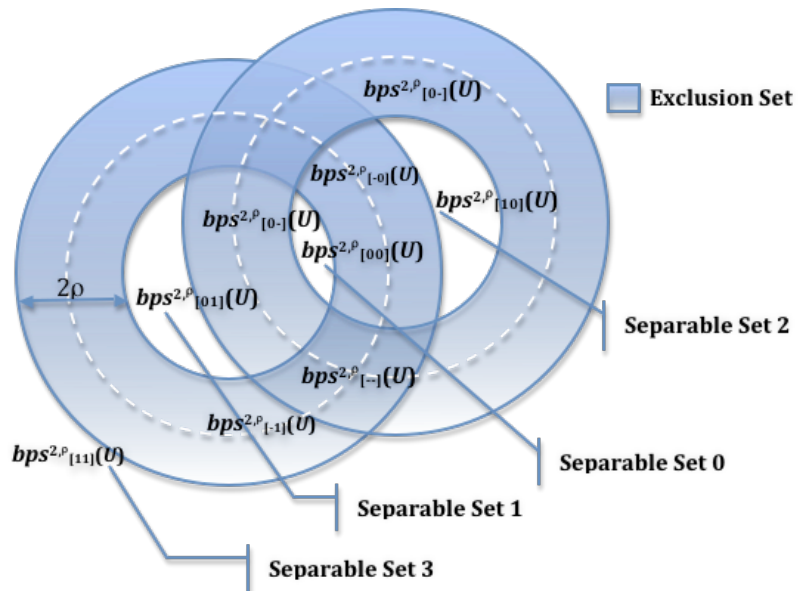 bps²,ᵨ[0-](U)
Exclusion Set
bps²,ᵨ[-0](U)
bps²,ᵨ[10](U)
bps²,ᵨ[0-](U)
bps²,ᵨ[00](U)
2ρ
bps²,ᵨ[01](U)
Separable Set 2
bps²,ᵨ[--](U)
bps²,ᵨ[-1](U)
bps²,ᵨ[11](U)
Separable Set 0
Separable Set 1
Separable Set 3